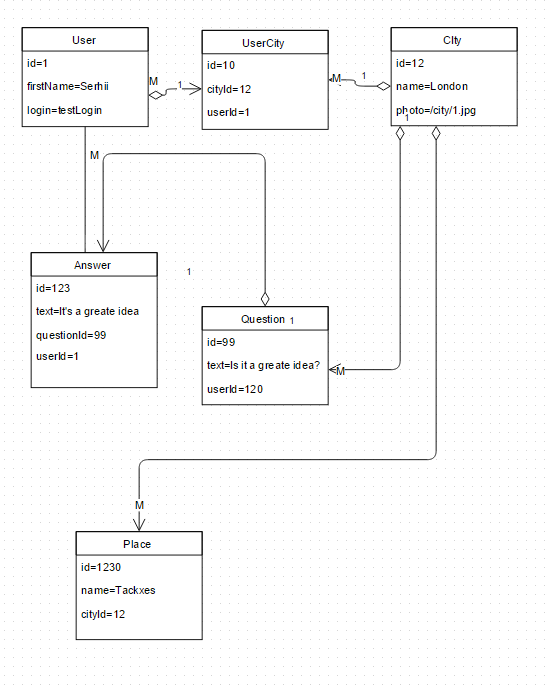 User
id=1
firstName=Serhii
login=testLogin
M
1
UserCity
id=10
cityId=12
userId=1
M
1
CIty
id=12
name=London
photo=/city/1.jpg
1
M
Answer
id=123
text=It's a greate idea
questionId=99
userId=1
1
Question 1
id=99
text=Is it a greate idea?
userId=120
M
M
Place
id=1230
name=Tackxes
cityId=12